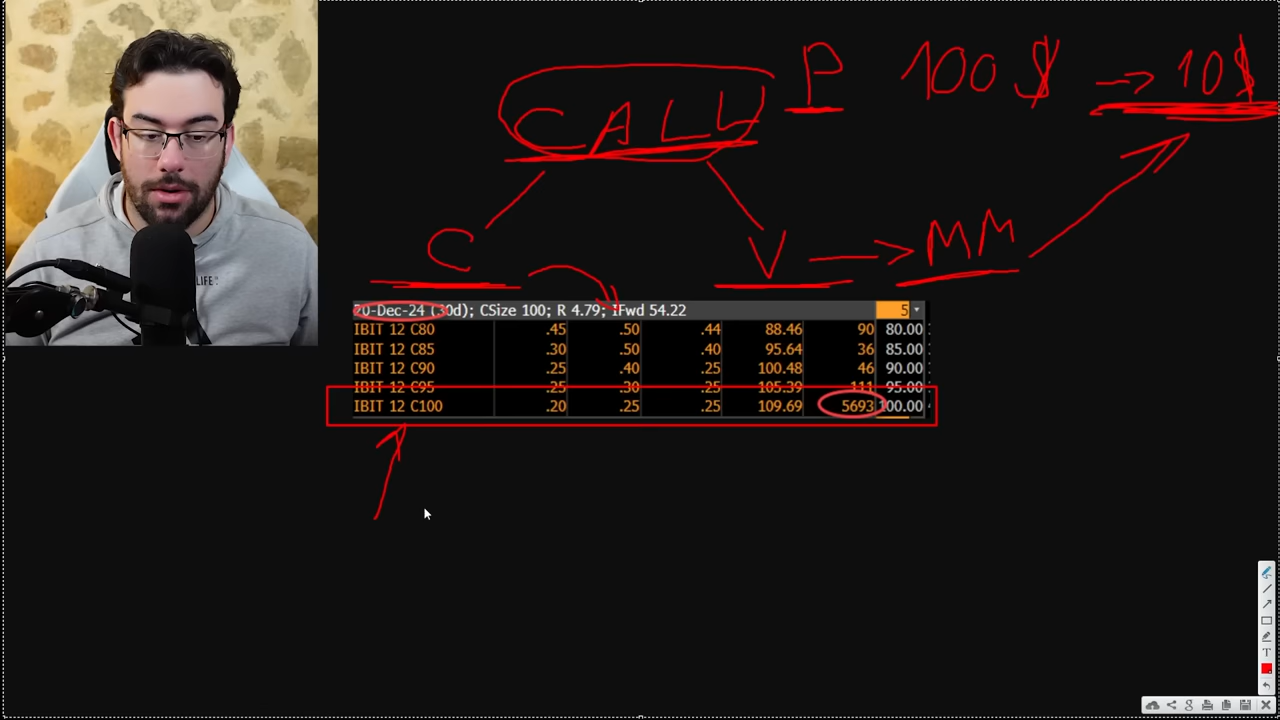 P 100$ → 10$
CALL
C V → MM
LIFE
20-Dec-24 (30d); CSize 100; R 4.79; IFwd 54.22 5
IBIT 12 C80 .45 .50 .44 88.46 90 80.00
IBIT 12 C85 .30 .50 .40 95.64 36 85.00
IBIT 12 C90 .25 .40 .25 100.48 46 90.00
IBIT 12 C95 .25 .30 .25 105.39 111 95.00
IBIT 12 C100 .20 .25 .25 109.69 5693 100.00
T